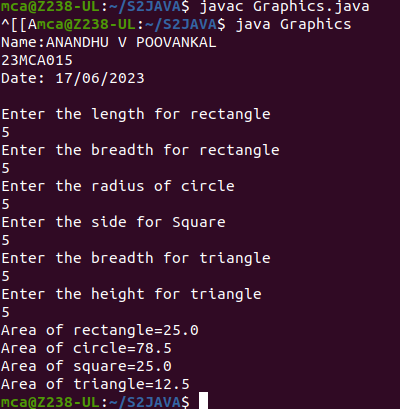 mca@Z238-UL:~/S2JAVA$ javac Graphics.java
^[[Amca@Z238-UL:~/S2JAVA$ java Graphics
Name:ANANDHU V POOVANKAL
23MCA015
Date: 17/06/2023
Enter the length for rectangle
5
Enter the breadth for rectangle
5
Enter the radius of circle
5
Enter the side for Square
5
Enter the breadth for triangle
5
Enter the height for triangle
5
Area of rectangle=25.0
Area of circle=78.5
Area of square=25.0
Area of triangle=12.5
mca@Z238-UL:~/S2JAVA$